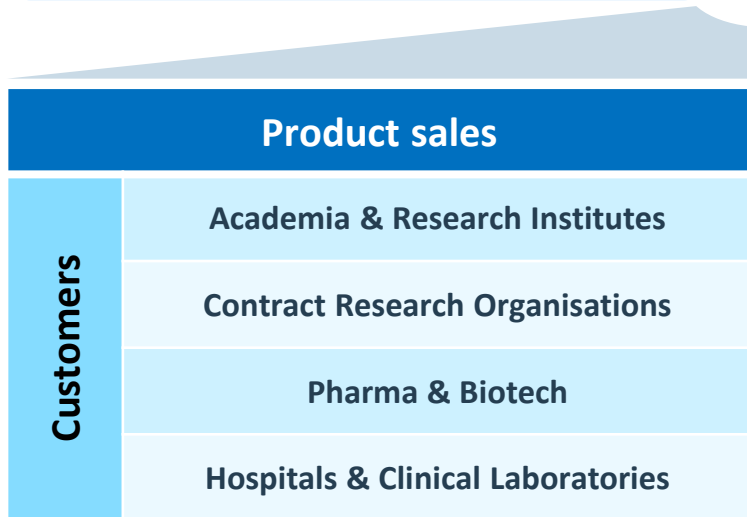 Product sales
Customers
Academia & Research Institutes
Contract Research Organisations
Pharma & Biotech
Hospitals & Clinical Laboratories